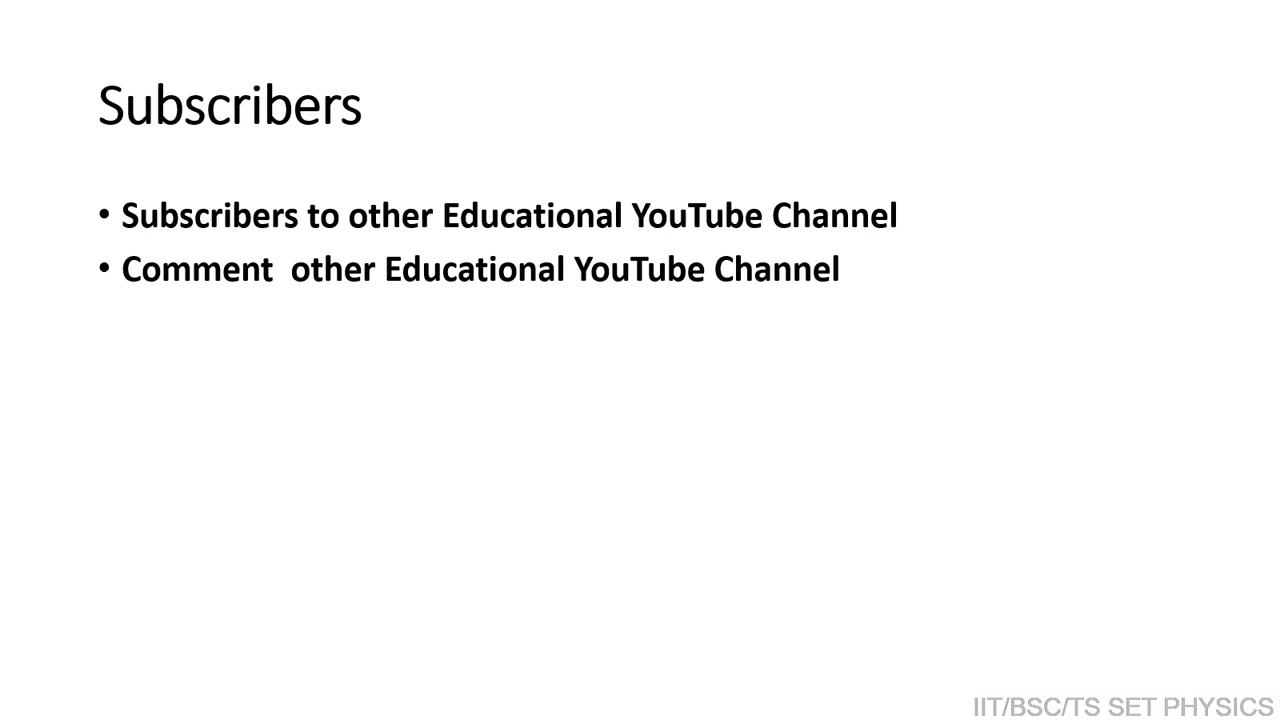 Subscribers
• Subscribers to other Educational YouTube Channel
• Comment  other Educational YouTube Channel
IIT/BSC/TS SET PHYSICS